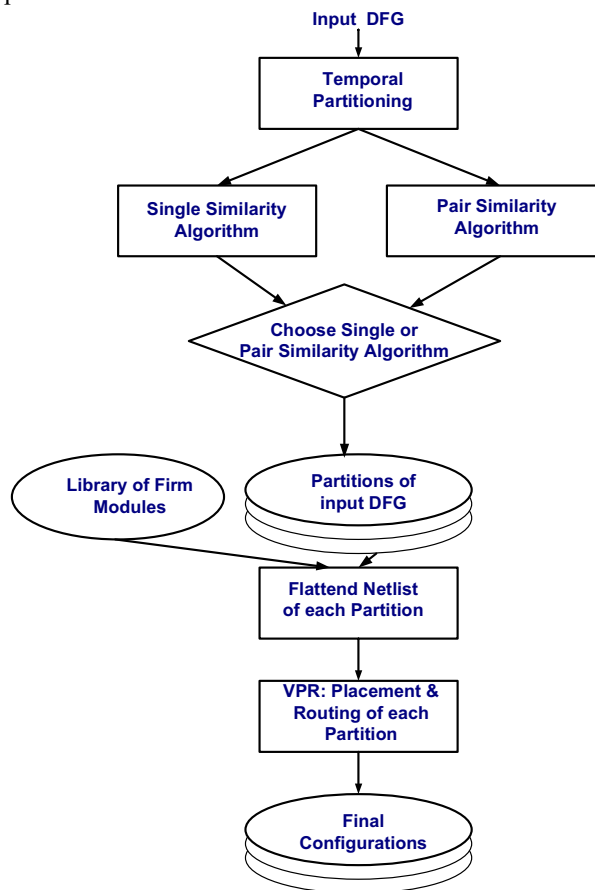 Input DFG
Temporal
Partitioning
Single Similarity
Algorithm
Pair Similarity
Algorithm
Choose Single or
Pair Similarity Algorithm
Library of Firm
Modules
Partitions of
input DFG
Flattend Netlist
of each Partition
VPR: Placement &
Routing of each
Partition
Final
Configurations